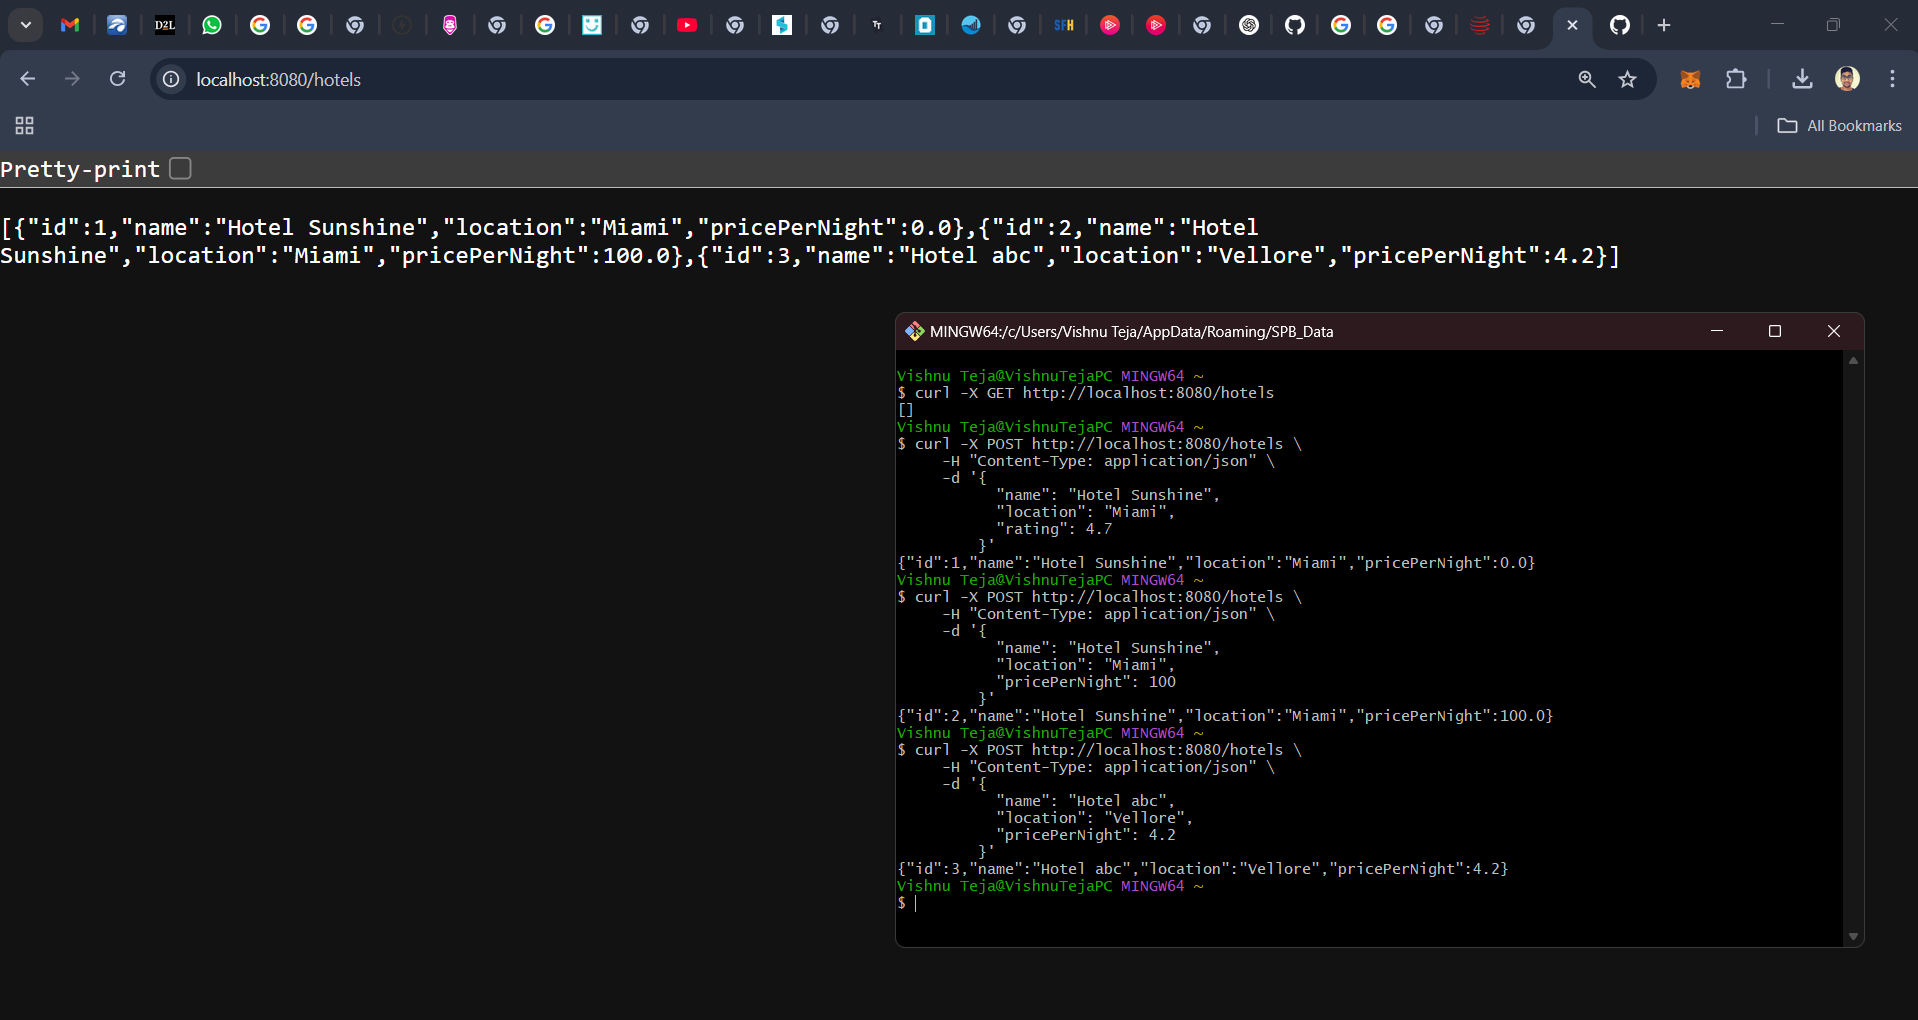 D2L
TT
SFH
localhost:8080/hotels
All Bookmarks
Pretty-print
[{"id":1,"name":"Hotel Sunshine","location":"Miami","pricePerNight":0.0},{"id":2,"name":"Hotel
Sunshine","location":"Miami","pricePerNight":100.0},{"id":3,"name":"Hotel abc","location":"Vellore","pricePerNight":4.2}]
MINGW64:/c/Users/Vishnu Teja/AppData/Roaming/SPB_Data
Vishnu Teja@VishnuTejaPC MINGW64 ~
$ curl -X GET http://localhost:8080/hotels
[]
Vishnu Teja@VishnuTejaPC MINGW64 ~
$ curl -X POST http://localhost:8080/hotels \
     -H "Content-Type: application/json" \
     -d '{
           "name": "Hotel Sunshine",
           "location": "Miami",
           "rating": 4.7
         }'
{"id":1,"name":"Hotel Sunshine","location":"Miami","pricePerNight":0.0}
Vishnu Teja@VishnuTejaPC MINGW64 ~
$ curl -X POST http://localhost:8080/hotels \
     -H "Content-Type: application/json" \
     -d '{
           "name": "Hotel Sunshine",
           "location": "Miami",
           "pricePerNight": 100
         }'
{"id":2,"name":"Hotel Sunshine","location":"Miami","pricePerNight":100.0}
Vishnu Teja@VishnuTejaPC MINGW64 ~
$ curl -X POST http://localhost:8080/hotels \
     -H "Content-Type: application/json" \
     -d '{
           "name": "Hotel abc",
           "location": "Vellore",
           "pricePerNight": 4.2
         }'
{"id":3,"name":"Hotel abc","location":"Vellore","pricePerNight":4.2}
Vishnu Teja@VishnuTejaPC MINGW64 ~
$